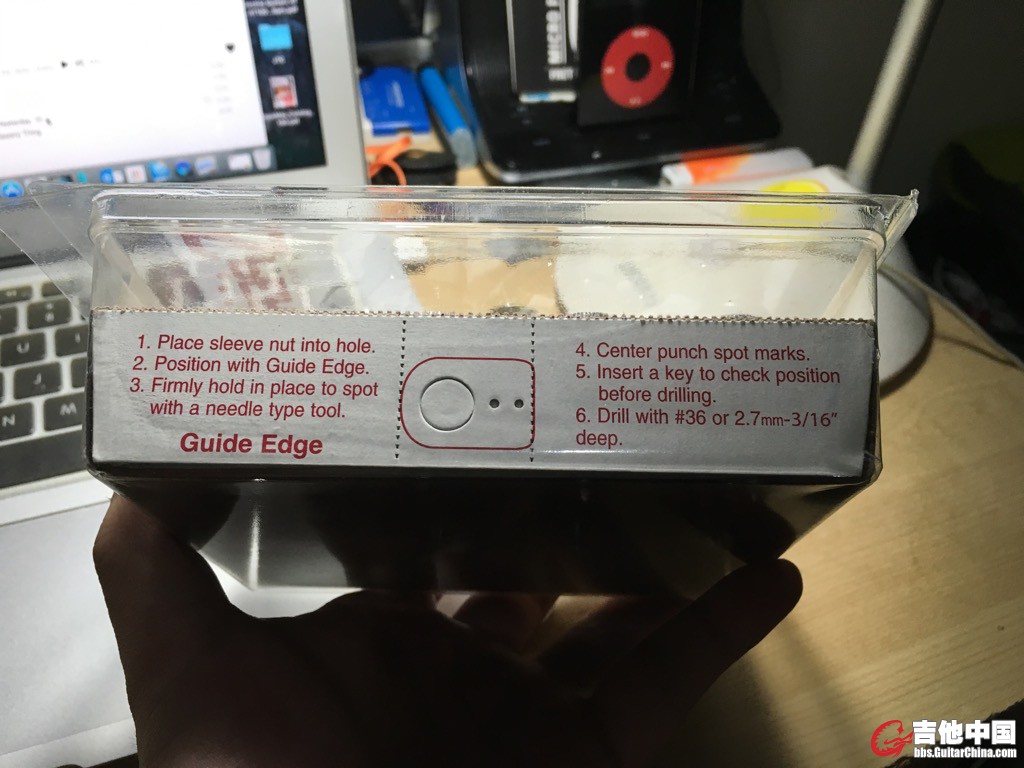 MICRO
1. Place sleeve nut into hole.
2. Position with Guide Edge.
3. Firmly hold in place to spot
with a needle type tool.
Guide Edge
4. Center punch spot marks.
5. Insert a key to check position
before drilling.
6. Drill with #36 or 2.7mm-3/16"
deep.
N
M
吉他中国
bbs.GuitarChina.com